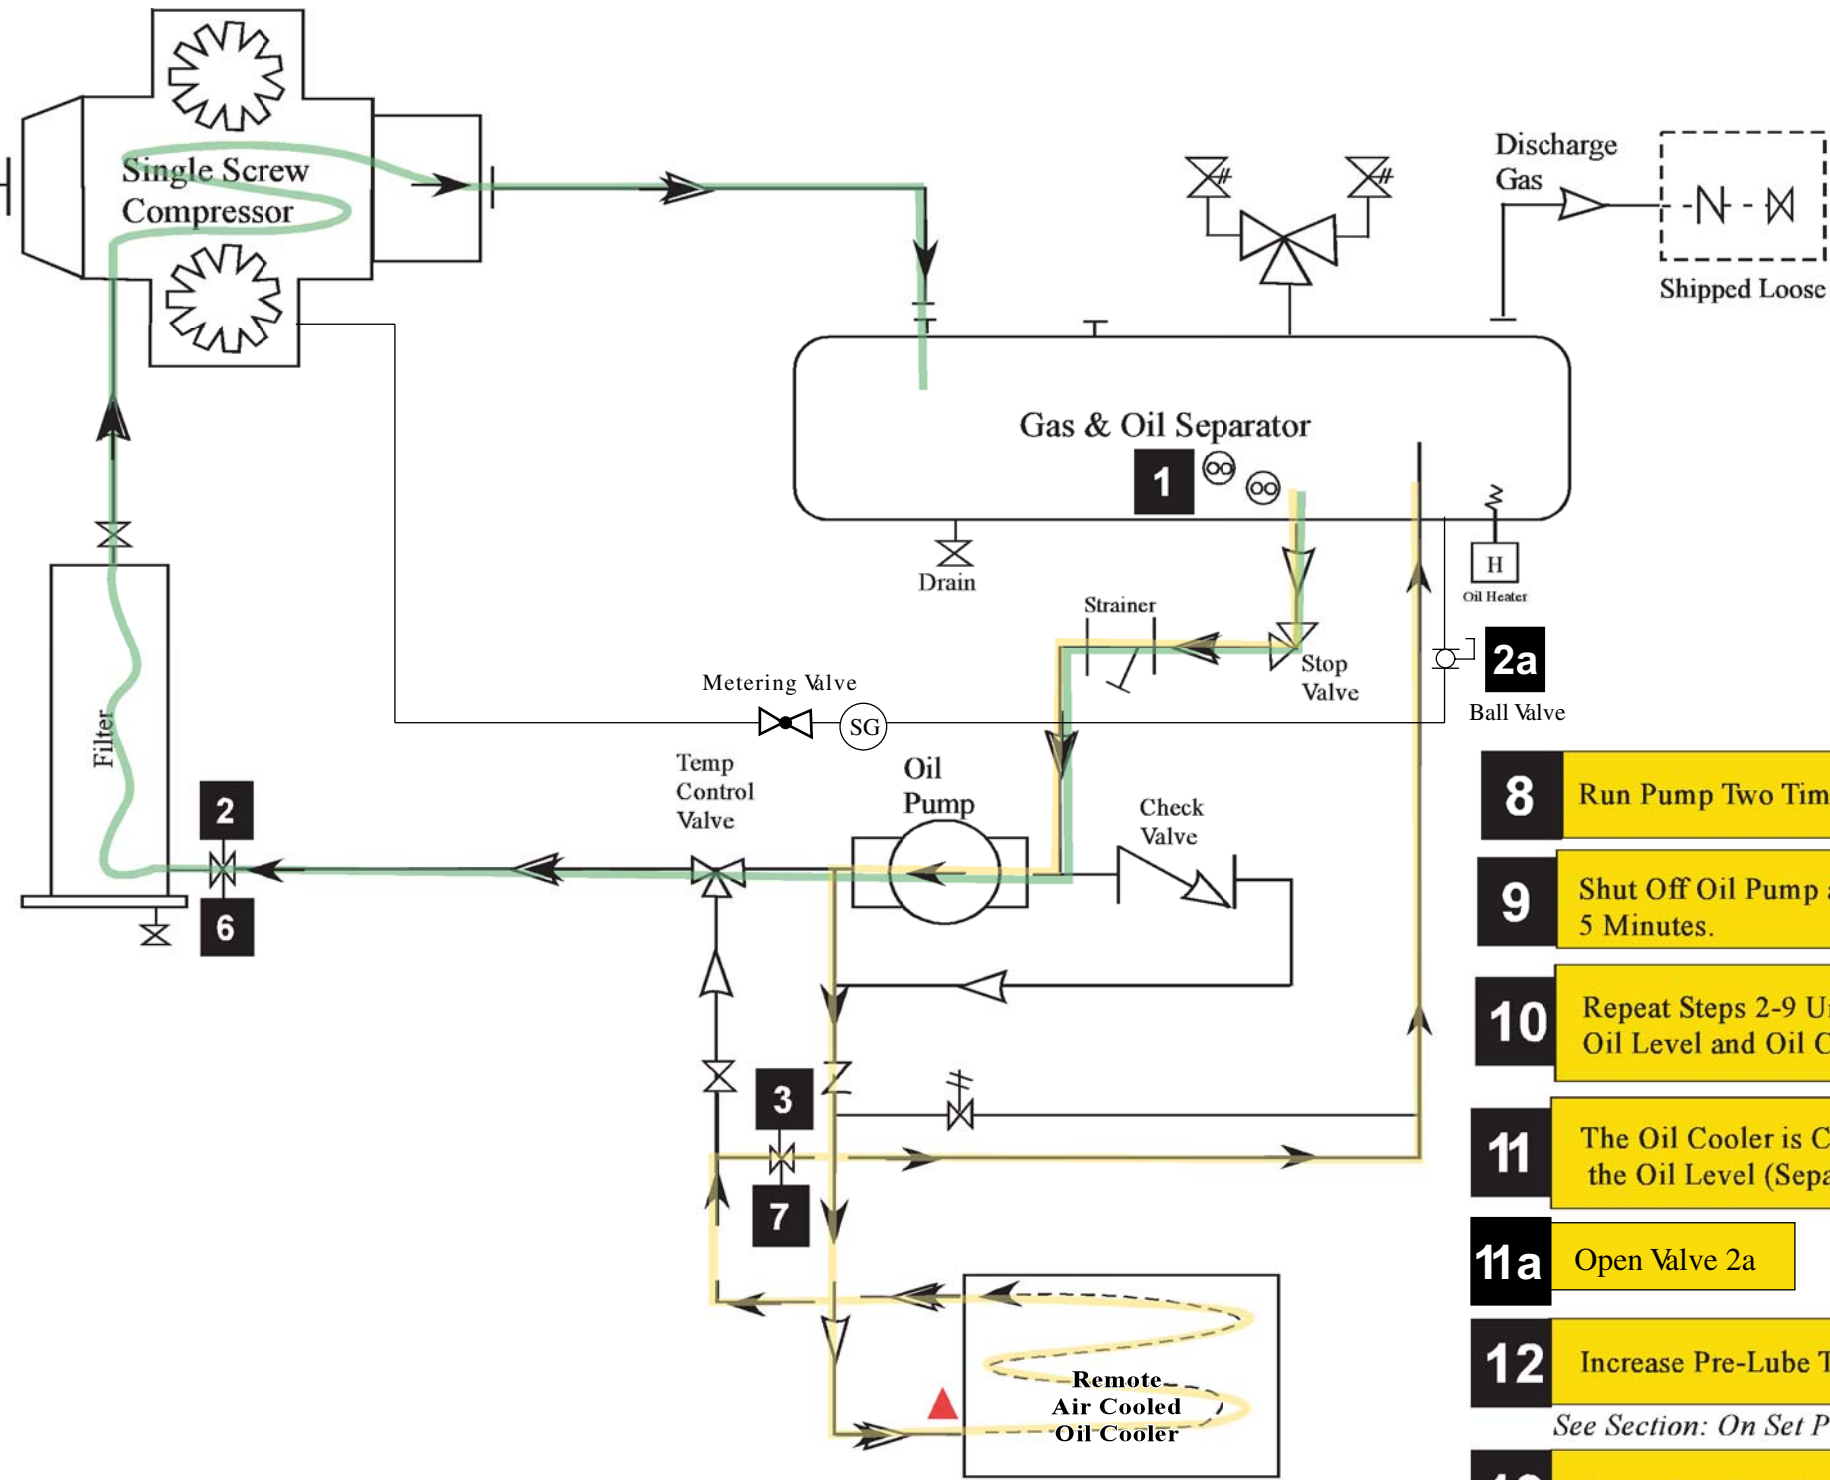 Single Screw
Compressor
Discharge
Gas
Shipped Loose
Gas & Oil Separator
1
Drain
H
Oil Heater
Strainer
Stop
Valve
2a
Ball Valve
Metering Valve
SG
Filter
Temp
Control
Valve
Oil
Pump
Check
Valve
2
6
3
7
Remote
Air Cooled
Oil Cooler
8 Run Pump Two
9 Shut Off Oil Pump
5 Minutes.
10 Repeat Steps 2-9
Oil Level and Oil
11 The Oil Cooler is
the Oil Level
11a Open Valve 2a
12 Increase Pre-Lube
See Section: On Set